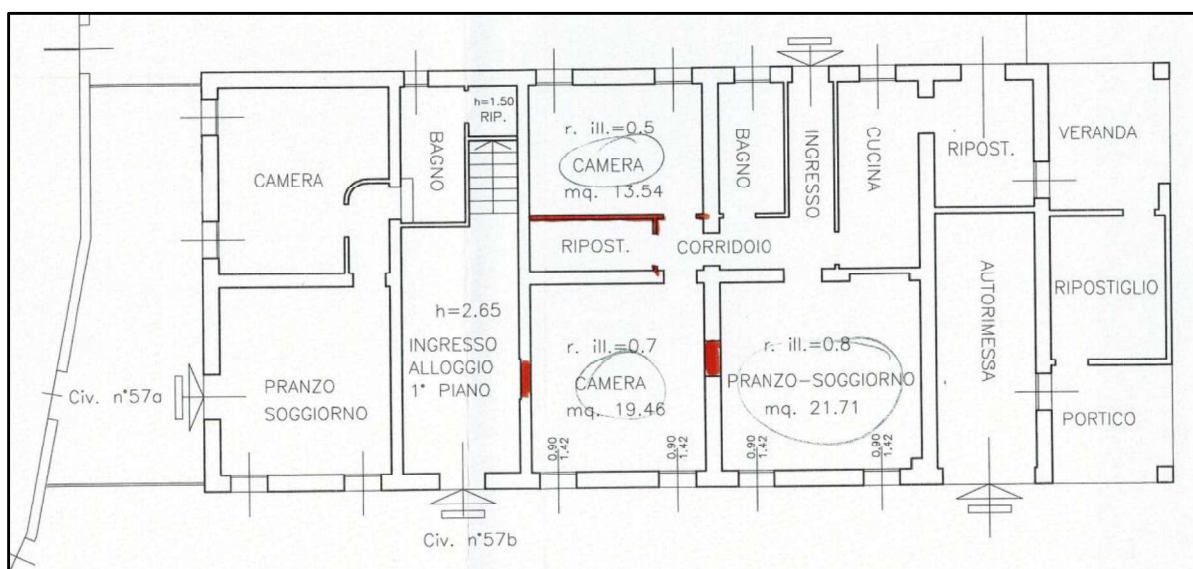 h=1.50
RIP.
BAGNO
CAMERA
r. ill.=0.5
CAMERA
mq. 13.54
BAGNO
INGRESSO
CUCINA
RIPOST.
VERANDA
RIPOST.
CORRIDOIO
h=2.65
INGRESSO
ALLOGGIO
1° PIANO
r. ill.=0.7
CAMERA
mq. 19.46
r. ill.=0.8
PRANZO-SOGGIORNO
mq. 21.71
AUTORIMESSA
RIPOSTIGLIO
PORTICO
Civ. n°57a
PRANZO
SOGGIORNO
0,90
1,42
0,90
1,42
0,90
1,42
0,90
1,42
Civ. n°57b